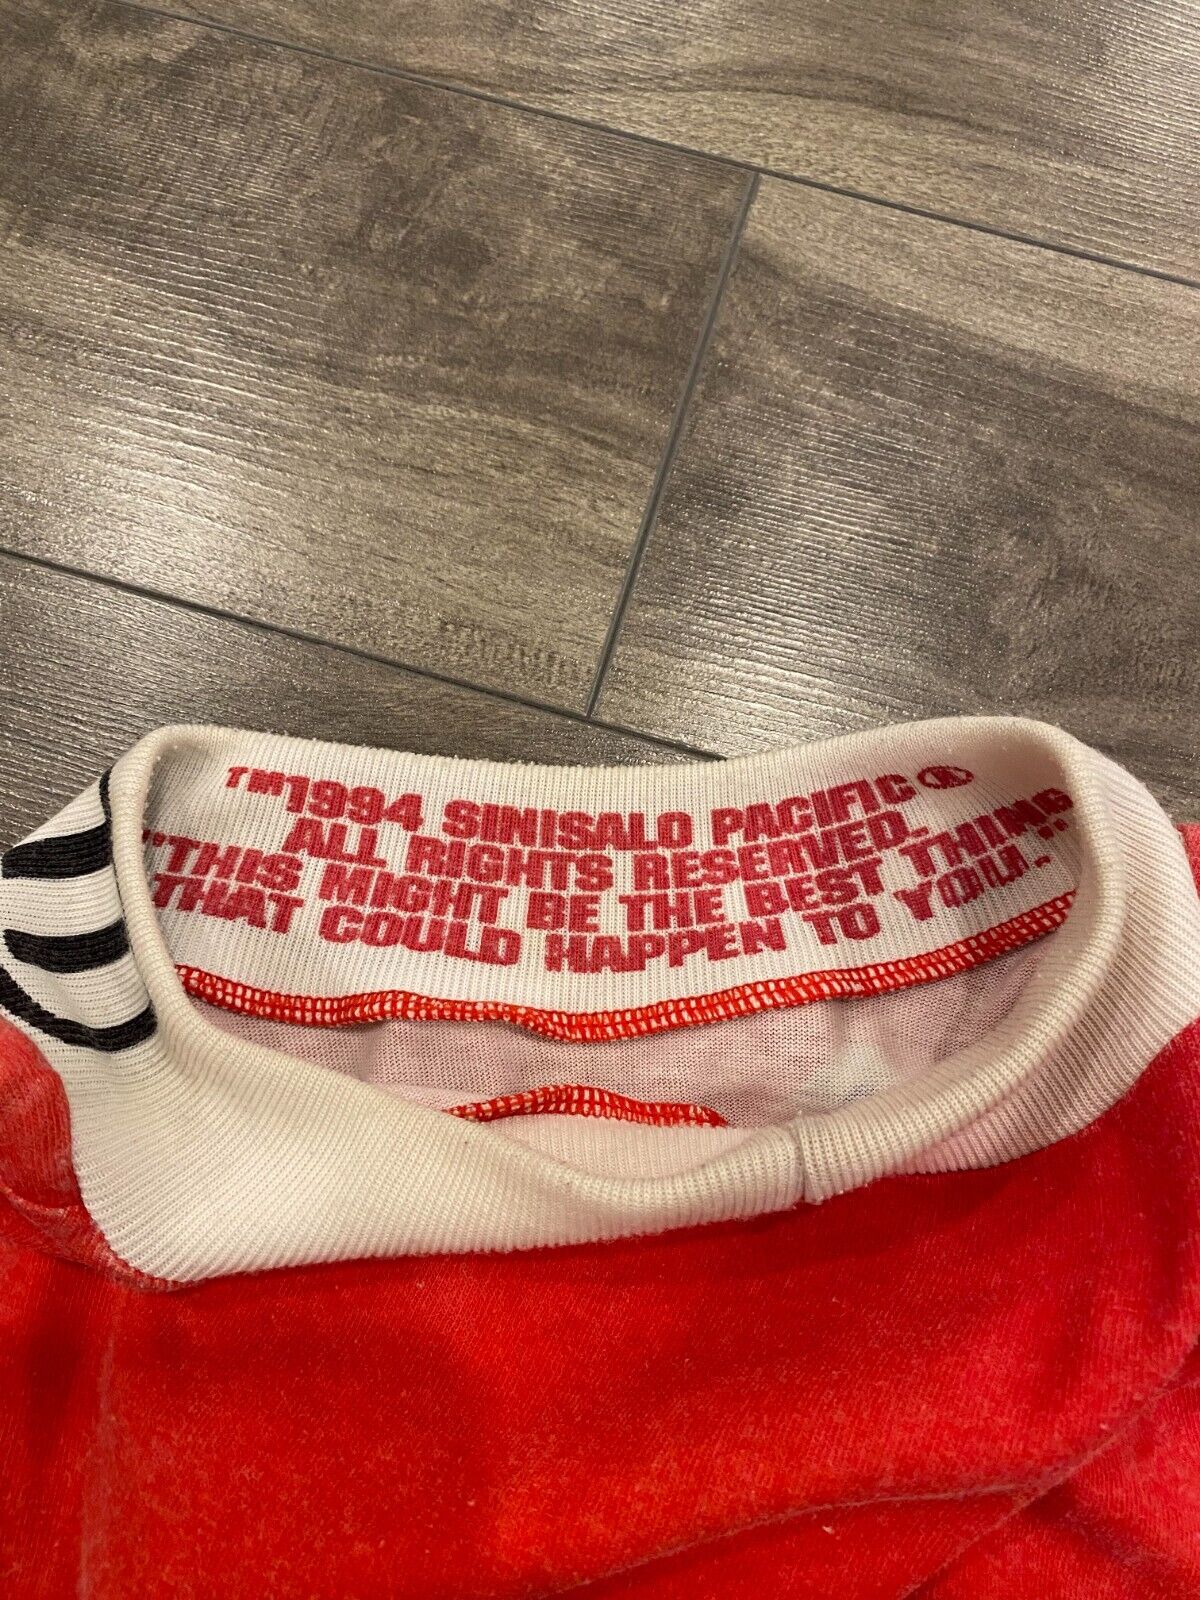 ™1994 SINISALO PACIFIC
ALL RIGHTS RESERVED.
"THIS MIGHT BE THE BEST THING
THAT COULD HAPPEN TO YOU."